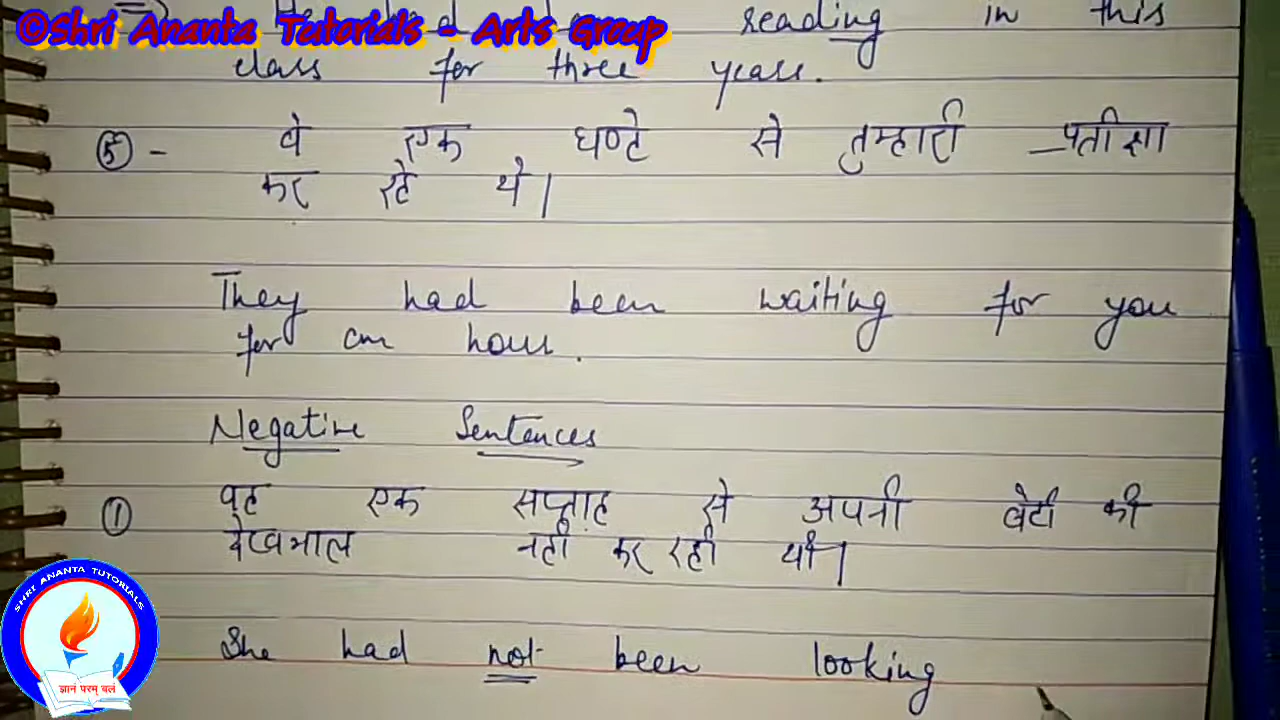 ©Shri Ananta Tutorials - Arts Group
reading in this
class for three years.
⑤ - वे एक घण्टे से तुम्हारी प्रतीक्षा
कर रहे थे।
They had been waiting for you
for an hour.
Negative Sentences
① वह एक सप्ताह से अपनी बेटी की
देखभाल नहीं कर रही थी।
She had not been looking
SHRI ANANTA TUTORIALS
ज्ञानं परमं बलं